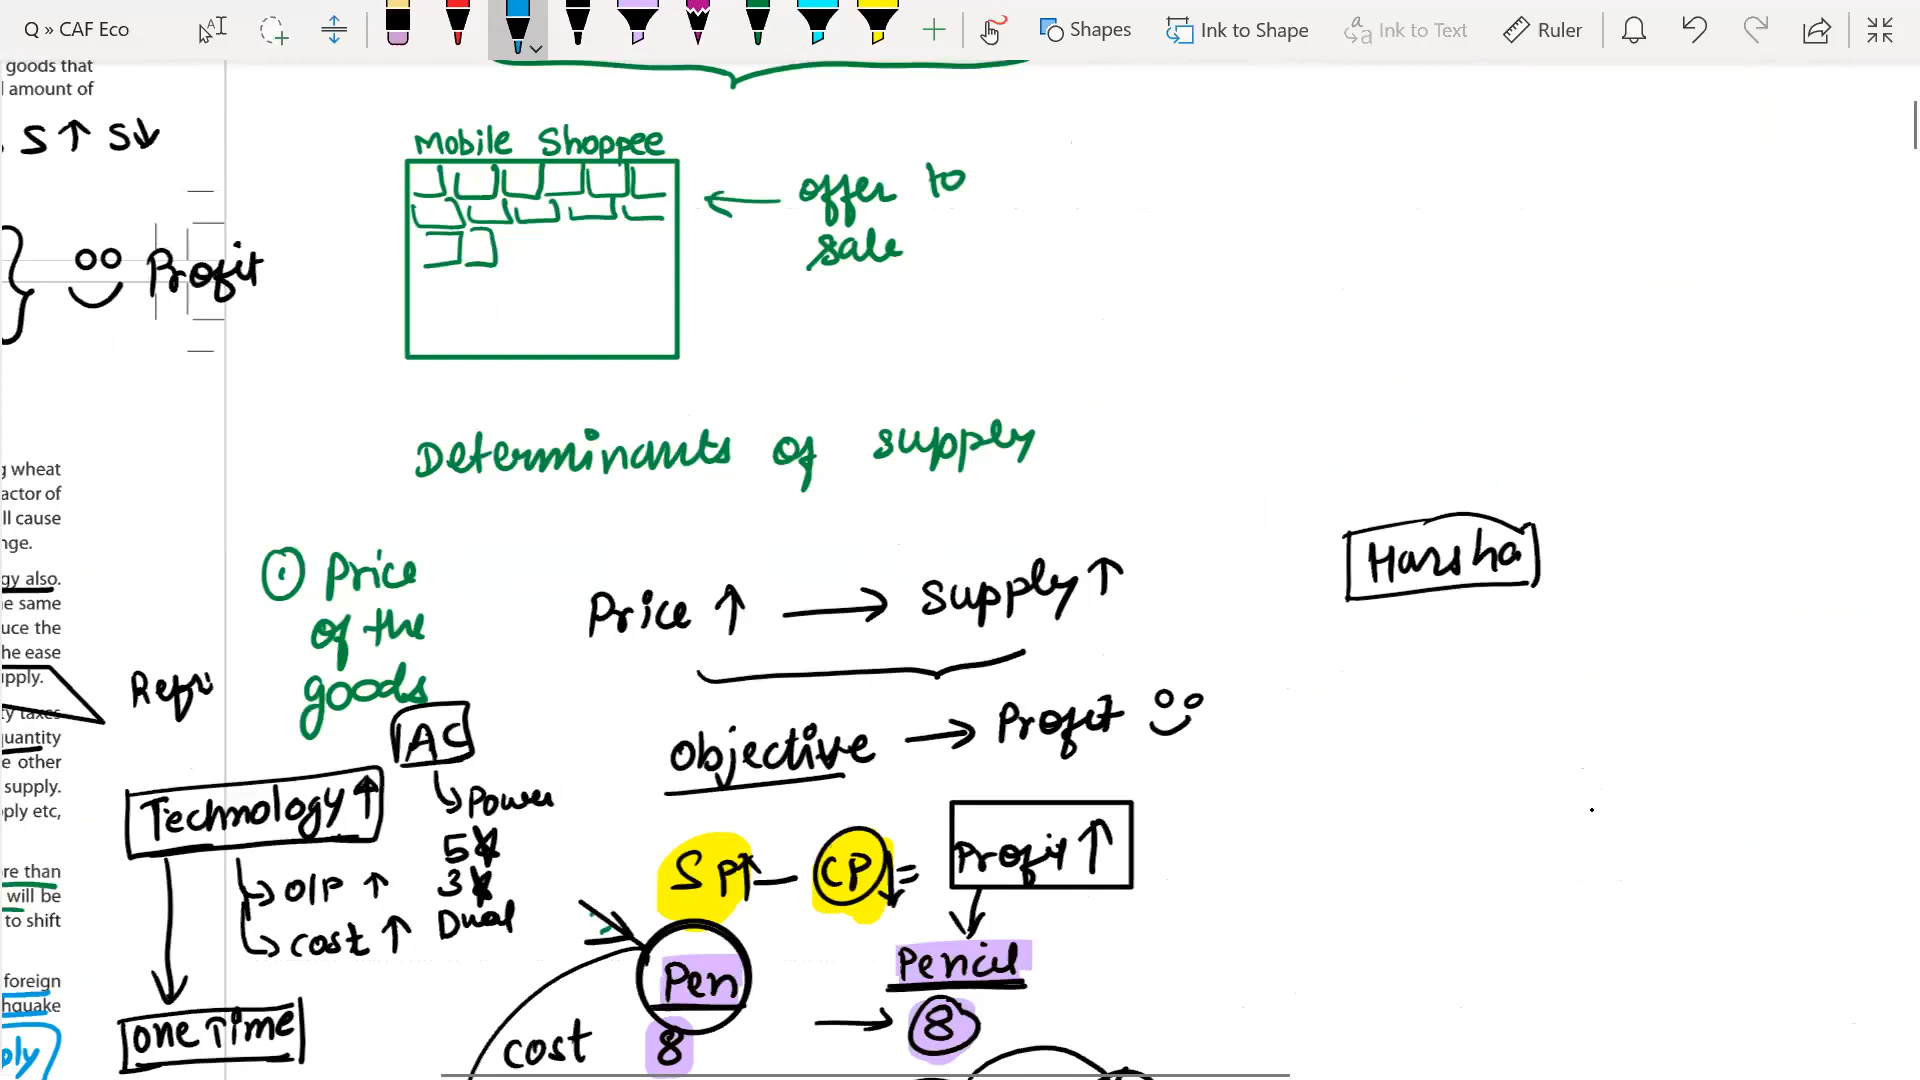 Q » CAF Eco
Shapes
Ink to Shape
Ink to Text
Ruler
goods that
amount of
S ↑ S↓
Profit
Mobile Shoppee
offer to
sale
Determinants of supply
wheat
actor of
ll cause
nge.
gy also.
e same
uce the
he ease
pply.
ty taxes
uantity
e other
supply.
ply etc,
re than
will be
to shift
foreign
hquake
ply
① Price
of the
goods
Price ↑ → Supply ↑
Harsha
Objective → Profit
Refri
AC
Power
5★
3★
Dual
Technology ↑
O/P ↑
Cost ↑
One Time
SP↑ — CP↓ = Profit ↑
Pen
8
→
Pencil
8
Cost